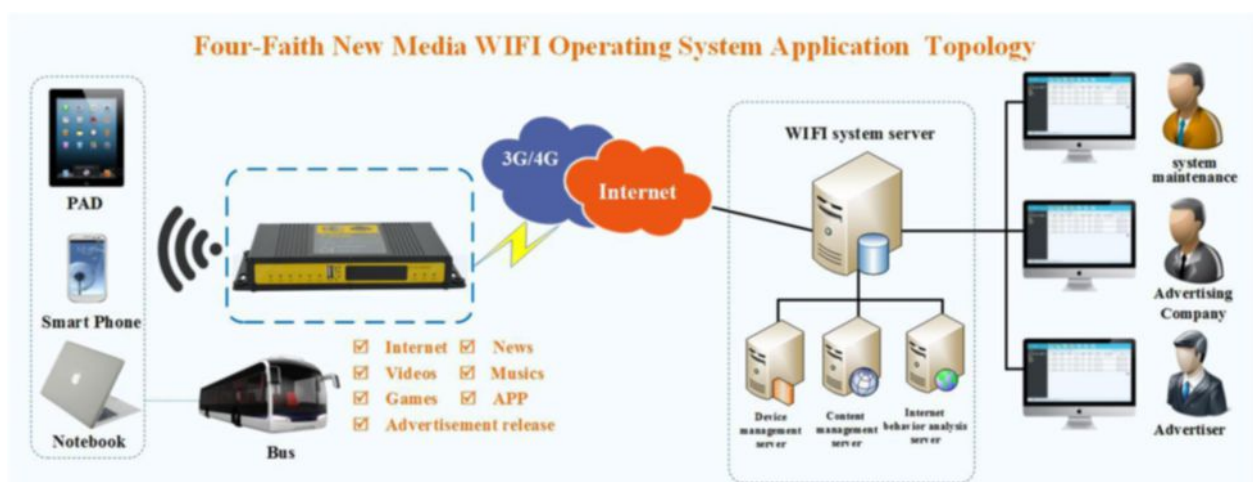 Four-Faith New Media WIFI Operating System Application Topology
PAD
Smart Phone
Notebook
Bus
☑ Internet ☑ News
☑ Videos ☑ Musics
☑ Games ☑ APP
☑ Advertisement release
3G/4G
Internet
WIFI system server
Device
management
server
Content
management
server
Internet
behavior analysis
server
system
maintenance
Advertising
Company
Advertiser